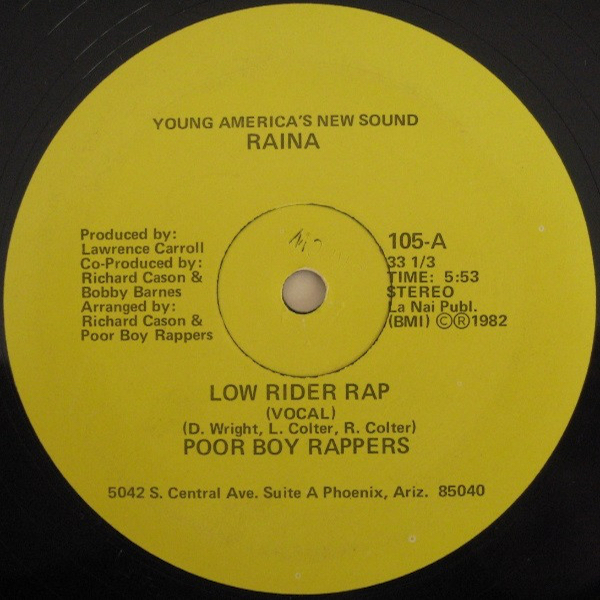 YOUNG AMERICA'S NEW SOUND
RAINA
Produced by:
Lawrence Carroll
Co-Produced by:
Richard Cason &
Bobby Barnes
Arranged by:
Richard Cason &
Poor Boy Rappers
105-A
33 1/3
TIME: 5:53
STEREO
La Nai Publ.
(BMI) ©Ⓡ1982
LOW RIDER RAP
(VOCAL)
(D. Wright, L. Colter, R. Colter)
POOR BOY RAPPERS
5042 S. Central Ave. Suite A Phoenix, Ariz. 85040